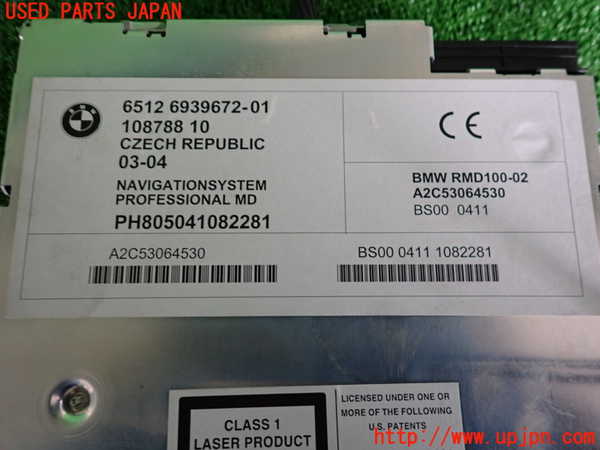 USED PARTS JAPAN
BMW
6512 6939672-01
108788 10
CZECH REPUBLIC
03-04
NAVIGATIONSYSTEM
PROFESSIONAL MD
PH805041082281
CE
BMW RMD100-02
A2C53064530
BS00 0411
A2C53064530
BS00 0411 1082281
CLASS 1
LASER PRODUCT
LICENSED UNDER ONE OR
MORE OF THE FOLLOWING
U.S. PATENTS
http://www.upjpn.com/